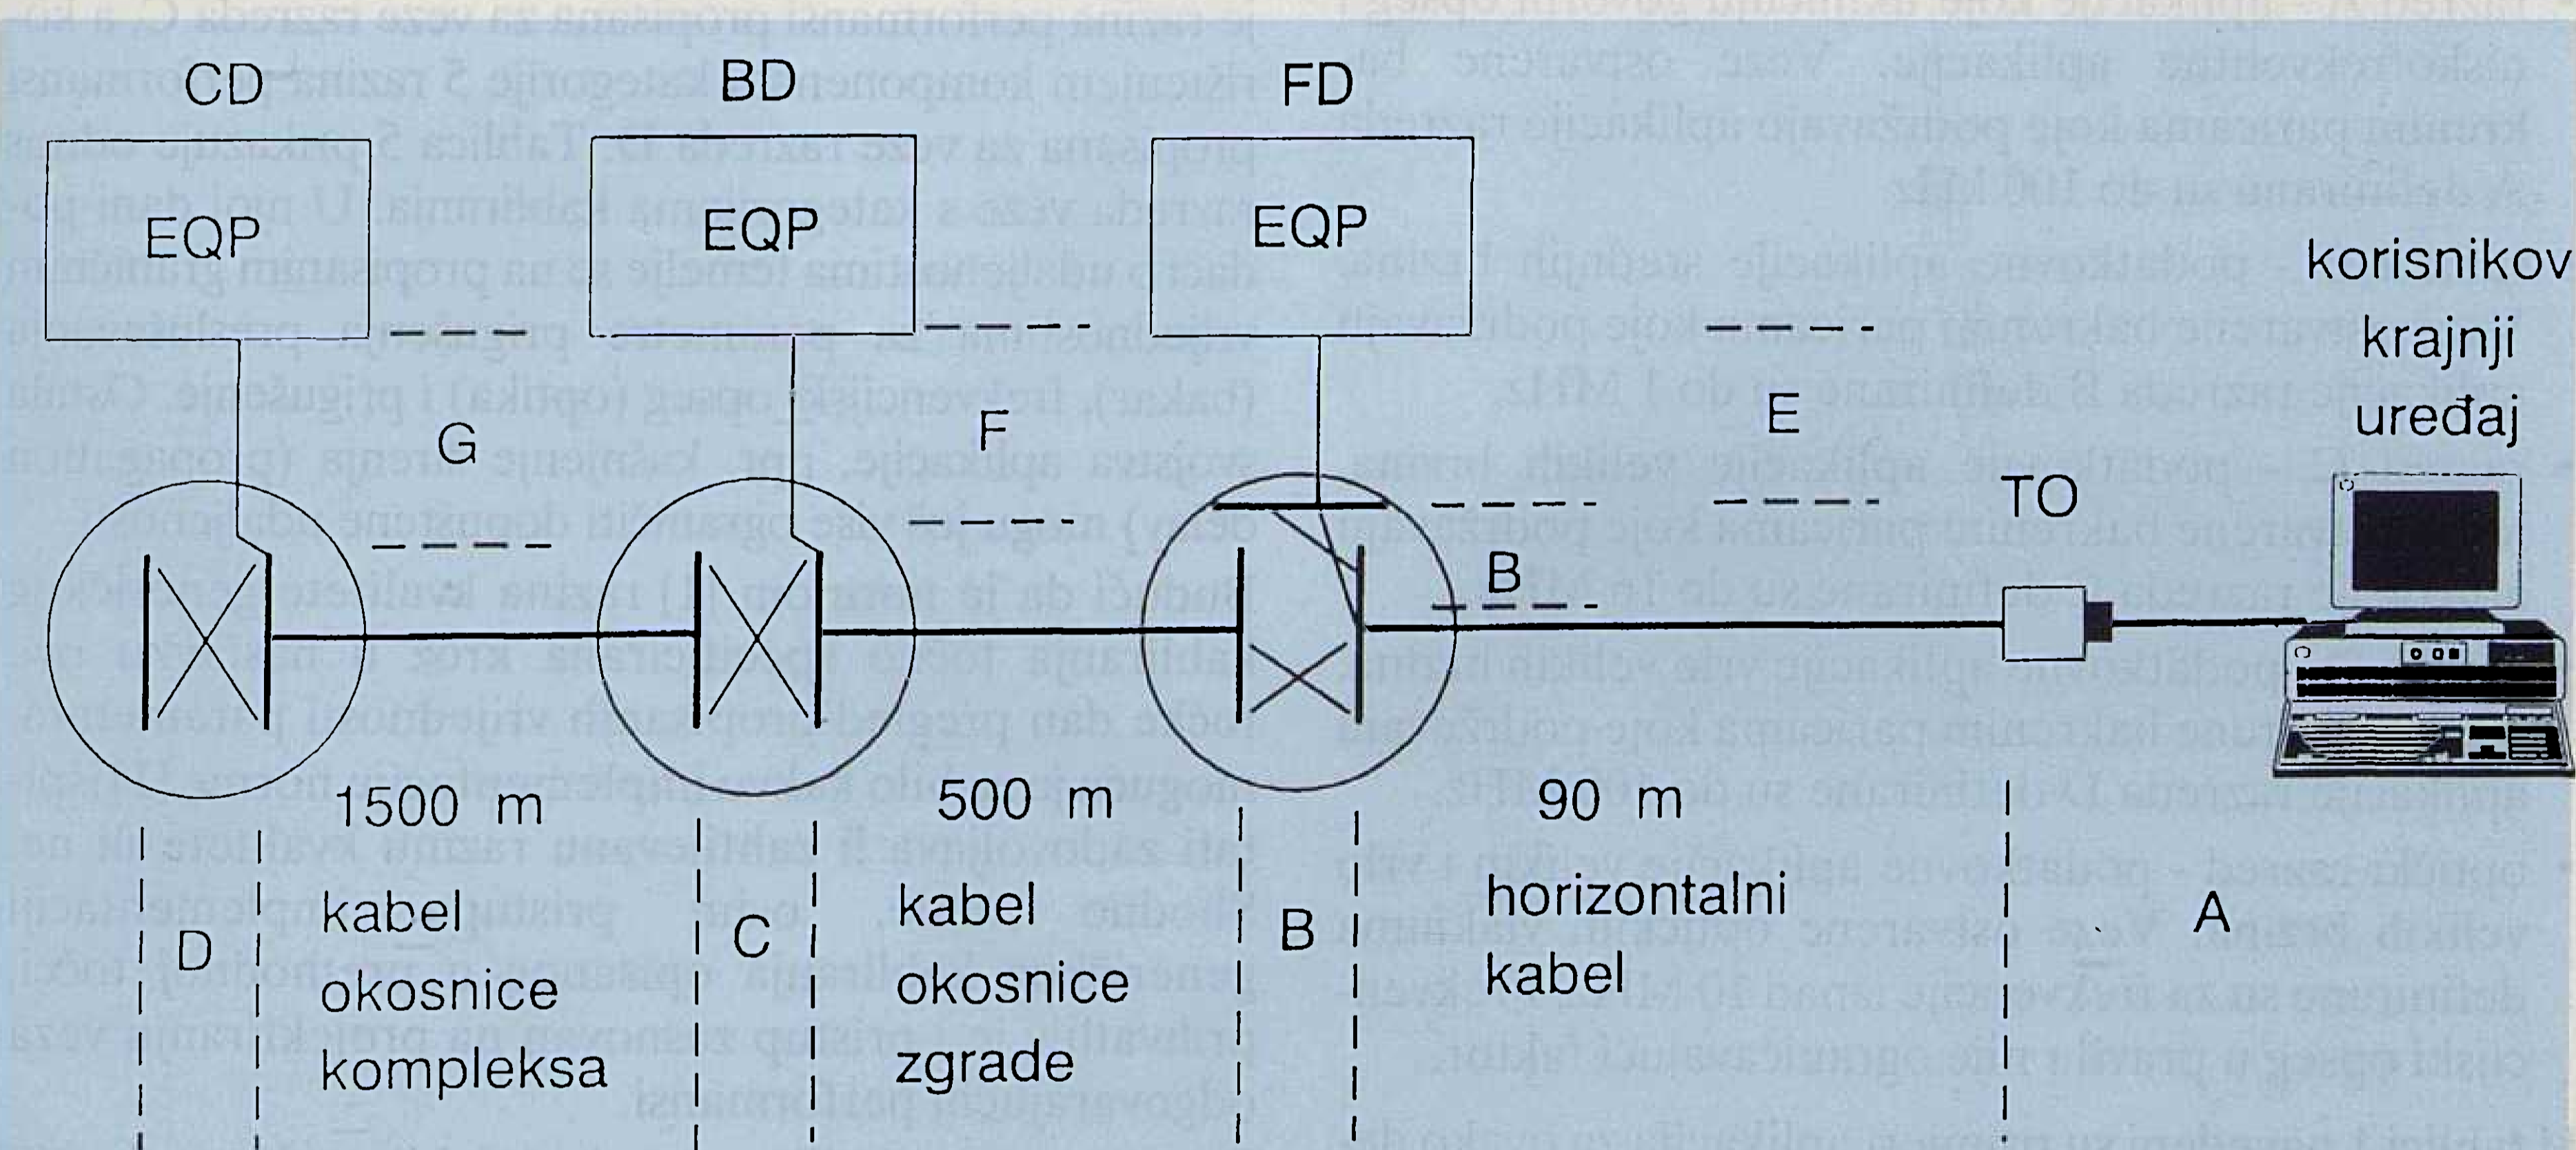 CD
BD
FD
EQP
EQP
EQP
korisnikov
krajnji
uređaj
G
F
E
TO
B
1500 m
500 m
90 m
kabel
okosnice
kompleksa
kabel
okosnice
zgrade
horizontalni
kabel
D
C
B
A